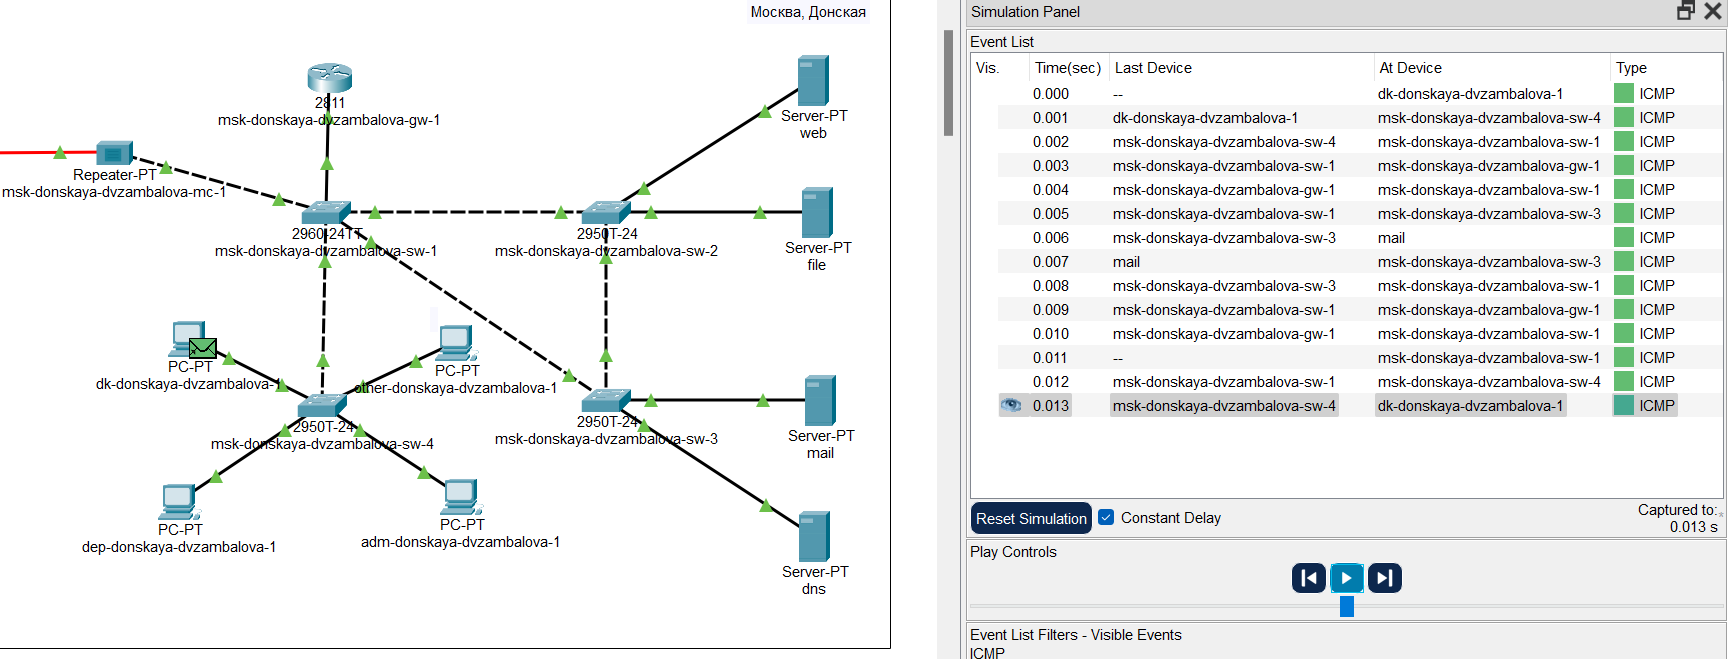 Москва, Донская
2811
msk-donskaya-dvzambalova-gw-1
Repeater-PT
msk-donskaya-dvzambalova-mc-1
2960-24TT
msk-donskaya-dvzambalova-sw-1
2950T-24
msk-donskaya-dvzambalova-sw-2
Server-PT
web
Server-PT
file
PC-PT
dk-donskaya-dvzambalova-1
PC-PT
other-donskaya-dvzambalova-1
2950T-24
msk-donskaya-dvzambalova-sw-4
2950T-24
msk-donskaya-dvzambalova-sw-3
Server-PT
mail
PC-PT
dep-donskaya-dvzambalova-1
PC-PT
adm-donskaya-dvzambalova-1
Server-PT
dns
Simulation Panel
Event List
Vis. Time(sec) Last Device At Device Type
0.000 -- dk-donskaya-dvzambalova-1 ICMP
0.001 dk-donskaya-dvzambalova-1 msk-donskaya-dvzambalova-sw-4 ICMP
0.002 msk-donskaya-dvzambalova-sw-4 msk-donskaya-dvzambalova-sw-1 ICMP
0.003 msk-donskaya-dvzambalova-sw-1 msk-donskaya-dvzambalova-gw-1 ICMP
0.004 msk-donskaya-dvzambalova-gw-1 msk-donskaya-dvzambalova-sw-1 ICMP
0.005 msk-donskaya-dvzambalova-sw-1 msk-donskaya-dvzambalova-sw-3 ICMP
0.006 msk-donskaya-dvzambalova-sw-3 mail ICMP
0.007 mail msk-donskaya-dvzambalova-sw-3 ICMP
0.008 msk-donskaya-dvzambalova-sw-3 msk-donskaya-dvzambalova-sw-1 ICMP
0.009 msk-donskaya-dvzambalova-sw-1 msk-donskaya-dvzambalova-gw-1 ICMP
0.010 msk-donskaya-dvzambalova-gw-1 msk-donskaya-dvzambalova-sw-1 ICMP
0.011 -- msk-donskaya-dvzambalova-sw-1 ICMP
0.012 msk-donskaya-dvzambalova-sw-1 msk-donskaya-dvzambalova-sw-4 ICMP
0.013 msk-donskaya-dvzambalova-sw-4 dk-donskaya-dvzambalova-1 ICMP
Reset Simulation Constant Delay
Captured to:
0.013 s
Play Controls
Event List Filters - Visible Events
ICMP